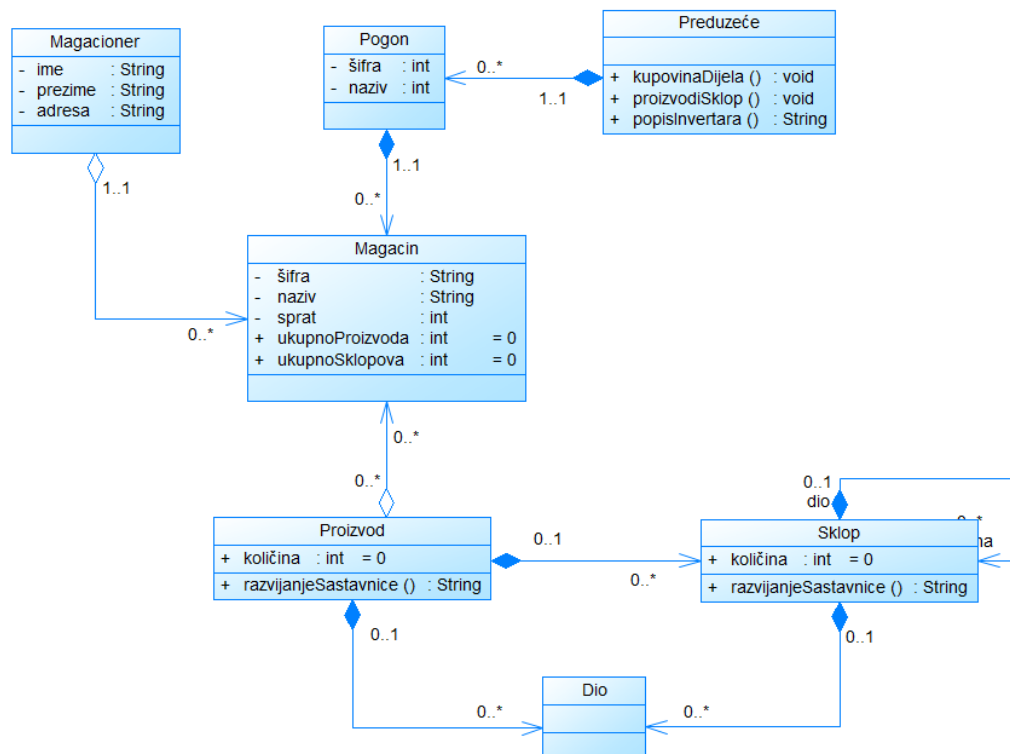 Magacioner
- ime : String
- prezime : String
- adresa : String
Pogon
- šifra : int
- naziv : int
Preduzeće
+ kupovinaDijela () : void
+ proizvodiSklop () : void
+ popisInvertara () : String
0..*
1..1
1..1
0..*
1..1
0..*
Magacin
- šifra : String
- naziv : String
- sprat : int
+ ukupnoProizvoda : int = 0
+ ukupnoSklopova : int = 0
0..*
0..*
Proizvod
+ količina : int = 0
+ razvijanjeSastavnice () : String
0..1
0..*
0..1
dio
Sklop
+ količina : int = 0
+ razvijanjeSastavnice () : String
0..1
0..*
0..1
0..*
Dio